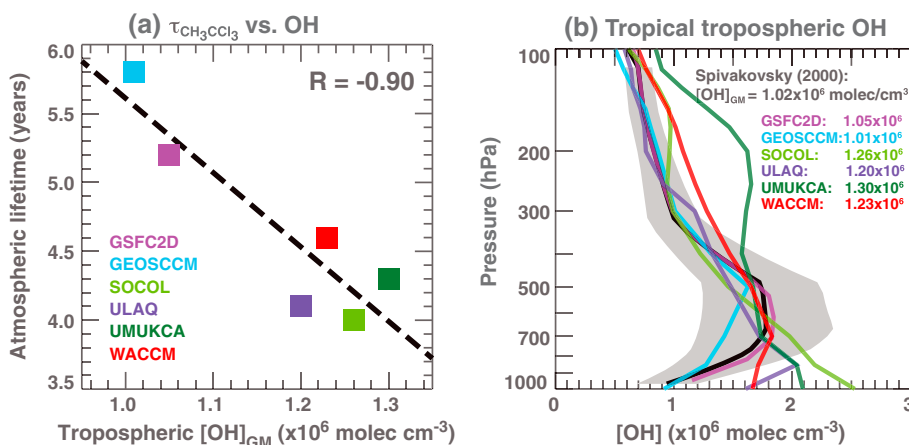 (a) τCH3CCl3 vs. OH
R = -0.90
6.0
5.5
5.0
4.5
4.0
3.5
Atmospheric lifetime (years)
GSFC2D
GEOSCCM
SOCOL
ULAQ
UMUKCA
WACCM
1.0 1.1 1.2 1.3
Tropospheric [OH]GM (x10⁶ molec cm⁻³)
(b) Tropical tropospheric OH
Spivakovsky (2000):
[OH]GM = 1.02x10⁶ molec/cm³
GSFC2D: 1.05x10⁶
GEOSCCM: 1.01x10⁶
SOCOL: 1.26x10⁶
ULAQ: 1.20x10⁶
UMUKCA: 1.30x10⁶
WACCM: 1.23x10⁶
100
200
300
500
700
1000
Pressure (hPa)
0 1 2 3
[OH] (x10⁶ molec cm⁻³)